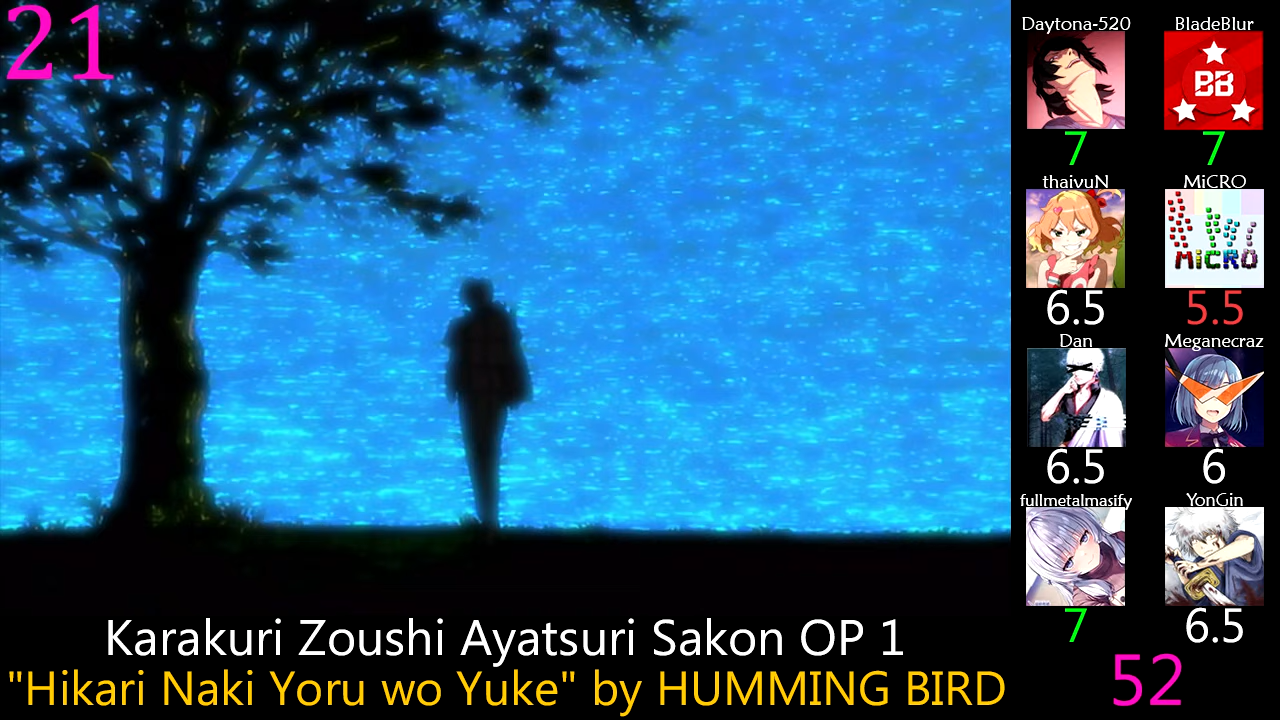 21
Daytona-520
BladeBlur
BB
7
7
thaivuN
MiCRO
MiCRO
6.5
5.5
Dan
Meganecraz
6.5
6
fullmetalmasify
YonGin
7
6.5
Karakuri Zoushi Ayatsuri Sakon OP 1
"Hikari Naki Yoru wo Yuke" by HUMMING BIRD
52